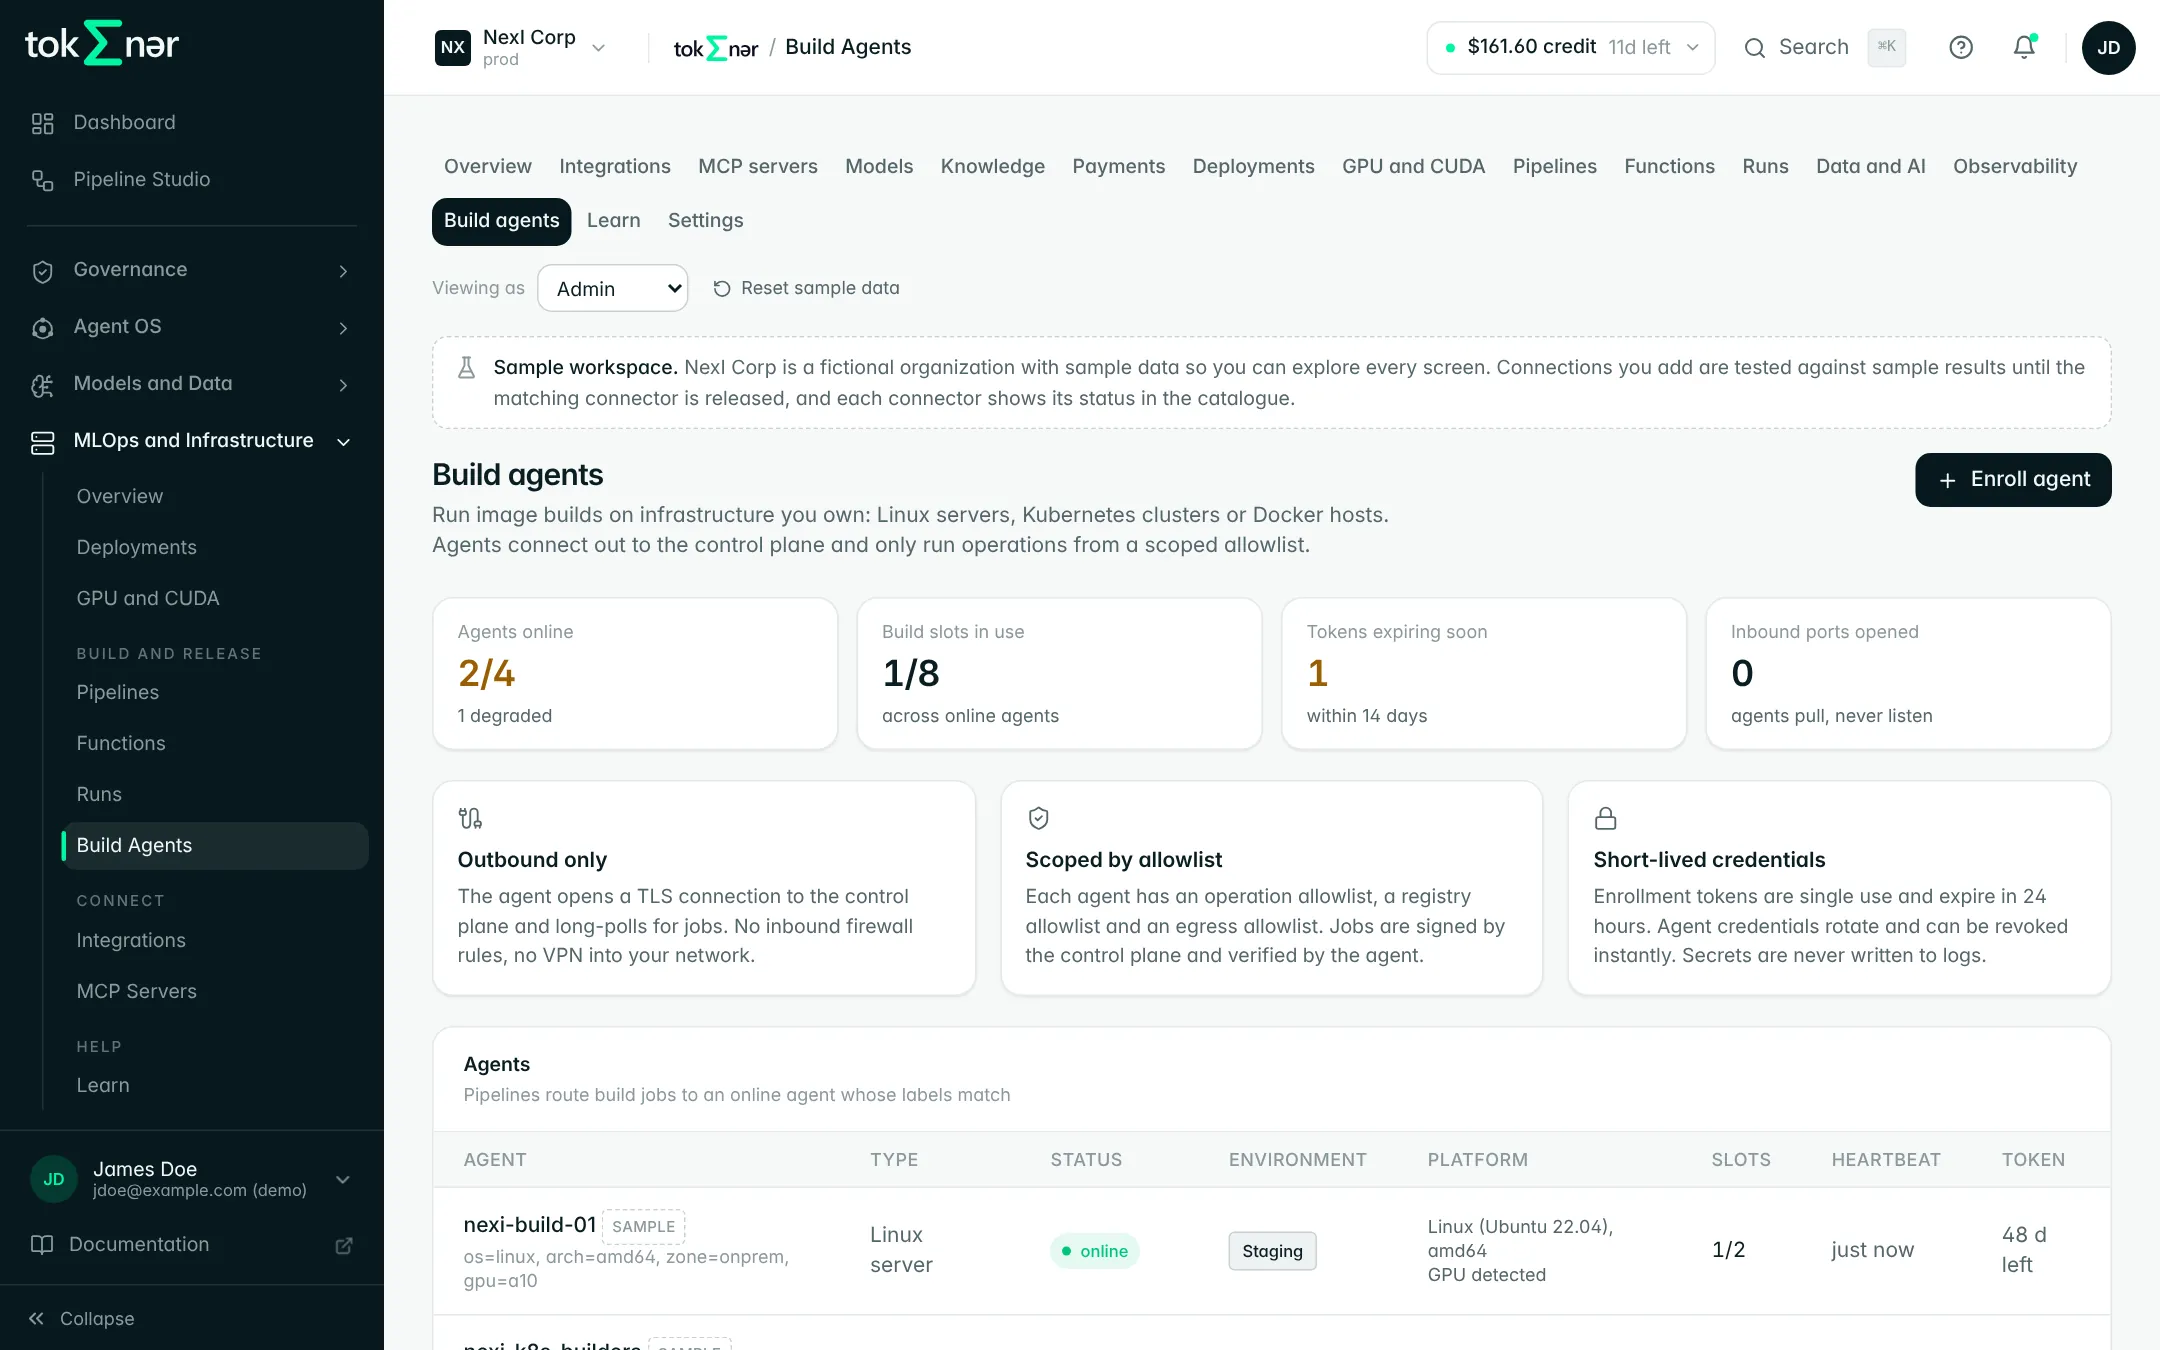 tokΣnər
Dashboard
Pipeline Studio
Governance
Agent OS
Models and Data
MLOps and Infrastructure
Overview
Deployments
GPU and CUDA
BUILD AND RELEASE
Pipelines
Functions
Runs
Build Agents
CONNECT
Integrations
MCP Servers
HELP
Learn
JD
James Doe
jdoe@example.com (demo)
Documentation
Collapse
NX
Nexl Corp
prod
tokΣnər / Build Agents
$161.60 credit 11d left
Search ⌘K
JD
Overview Integrations MCP servers Models Knowledge Payments Deployments GPU and CUDA Pipelines Functions Runs Data and AI Observability
Build agents Learn Settings
Viewing as Admin Reset sample data
Sample workspace. Nexl Corp is a fictional organization with sample data so you can explore every screen. Connections you add are tested against sample results until the
matching connector is released, and each connector shows its status in the catalogue.
Build agents
Enroll agent
Run image builds on infrastructure you own: Linux servers, Kubernetes clusters or Docker hosts.
Agents connect out to the control plane and only run operations from a scoped allowlist.
Agents online
2/4
1 degraded
Build slots in use
1/8
across online agents
Tokens expiring soon
1
within 14 days
Inbound ports opened
0
agents pull, never listen
Outbound only
The agent opens a TLS connection to the control
plane and long-polls for jobs. No inbound firewall
rules, no VPN into your network.
Scoped by allowlist
Each agent has an operation allowlist, a registry
allowlist and an egress allowlist. Jobs are signed by
the control plane and verified by the agent.
Short-lived credentials
Enrollment tokens are single use and expire in 24
hours. Agent credentials rotate and can be revoked
instantly. Secrets are never written to logs.
Agents
Pipelines route build jobs to an online agent whose labels match
AGENT TYPE STATUS ENVIRONMENT PLATFORM SLOTS HEARTBEAT TOKEN
nexi-build-01 SAMPLE
os=linux, arch=amd64, zone=onprem,
gpu=a10
Linux
server
online
Staging
Linux (Ubuntu 22.04),
amd64
GPU detected
1/2
just now
48 d
left
nexi-k8s-builders SAMPLE